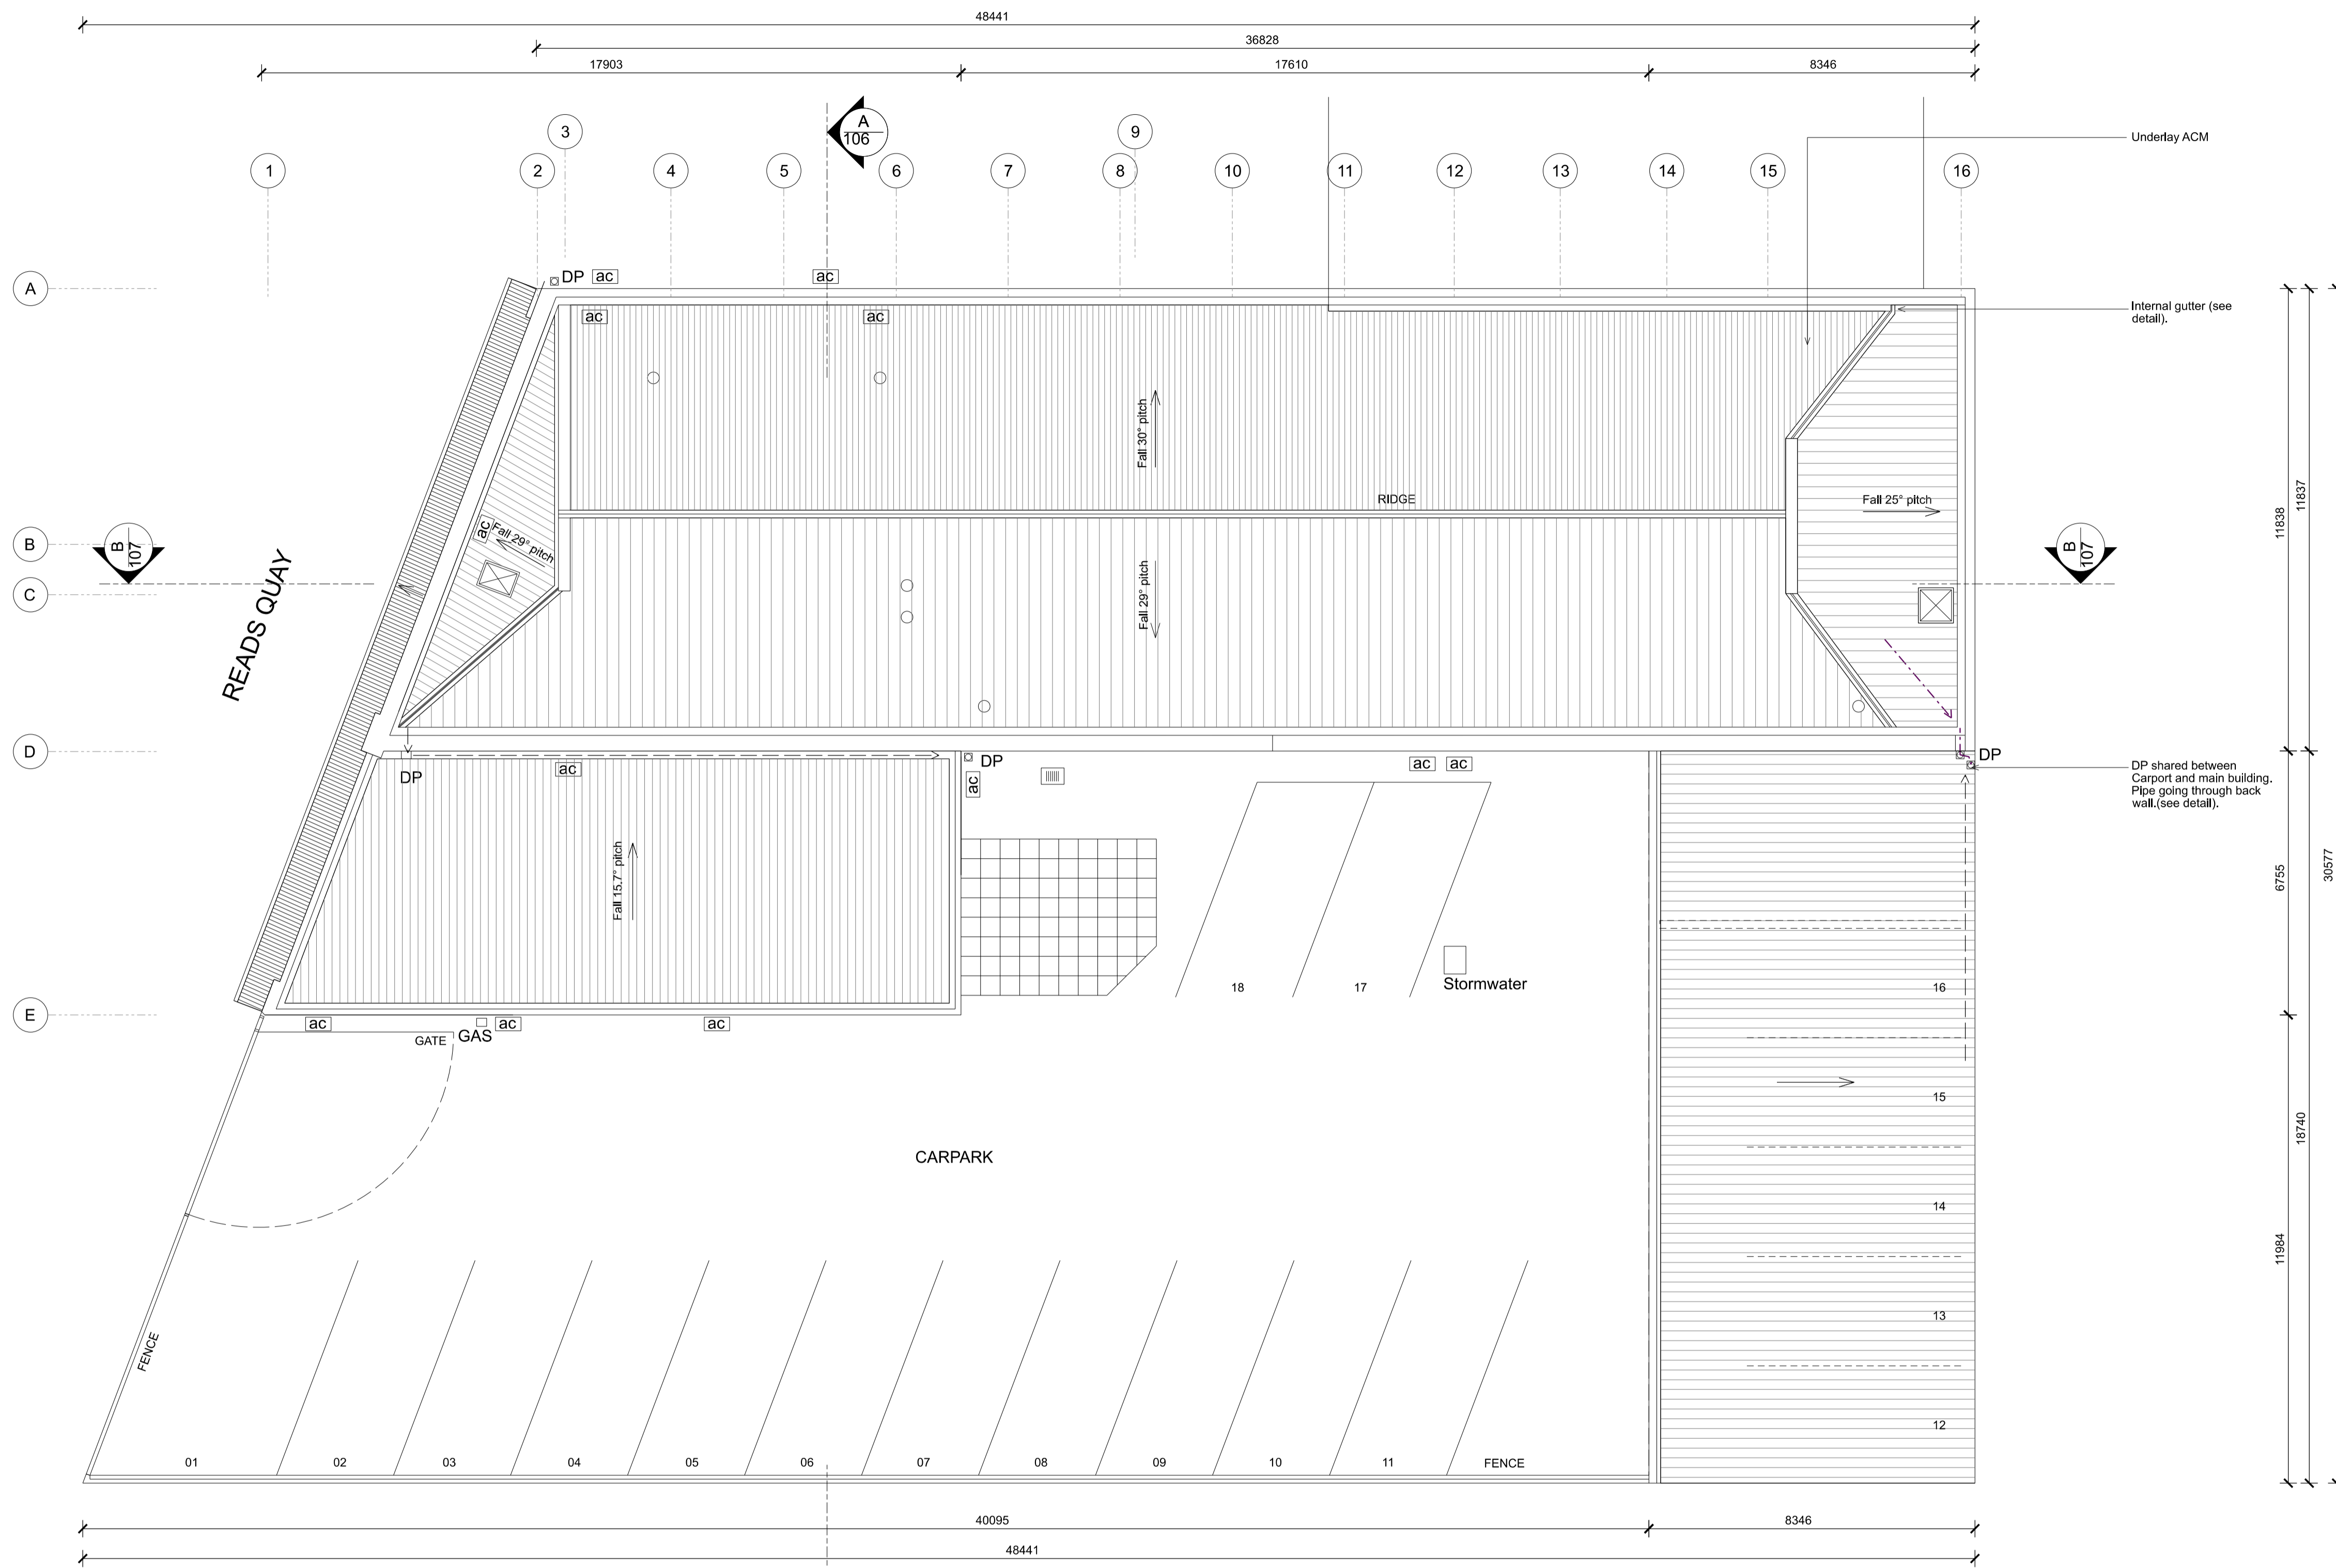 48441
36828
17903
17610
8346
A
106
3
9
1
2
4
5
6
7
8
10
11
12
13
14
15
16
Underlay ACM
A
DP
ac
ac
ac
ac
Internal gutter (see
detail).
Fall 30° pitch
RIDGE
Fall 25° pitch
11838
11837
B
B
107
ac
Fall 29° pitch
B
107
C
READS QUAY
Fall 29° pitch
D
DP
ac
DP
ac
ac
ac
DP
DP shared between
Carport and main building.
Pipe going through back
wall.(see detail).
Fall 15.7° pitch
6755
30577
18
17
Stormwater
16
E
ac
GAS
ac
ac
GATE
15
CARPARK
18740
14
11984
13
FENCE
12
01
02
03
04
05
06
07
08
09
10
11
FENCE
40095
8346
48441